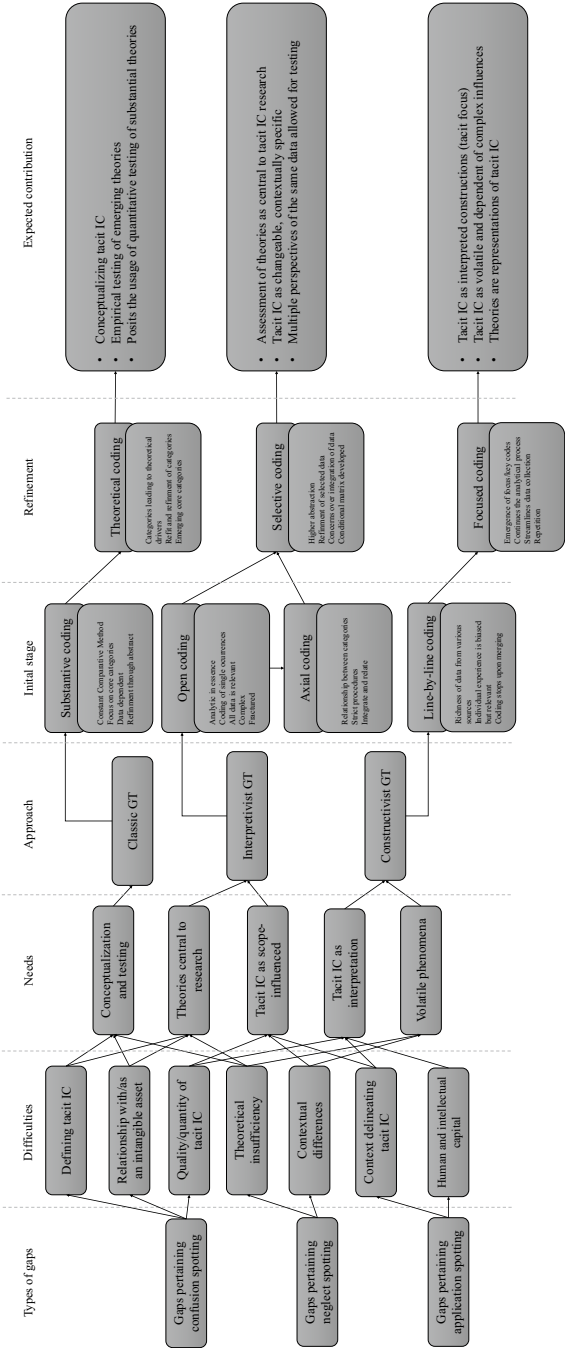 Types of gaps
Difficulties
Needs
Approach
Inital stage
Refinement
Expected contribution
Gaps pertaining
confusion spotting
Gaps pertaining
neglect spotting
Gaps pertaining
application spotting
Defining tacit IC
Relationship with/as
an intangible asset
Quality/quantity of
tacit IC
Theoretical
insufficiency
Contextual
differences
Context delineating
tacit IC
Human and intellectual
capital
Conceptualization
and testing
Theories central to
research
Tacit IC as scope-
influenced
Tacit IC as
interpretation
Volatile phenomena
Classic GT
Interpretivist GT
Constructivist GT
Substantive coding
Constant Comparative Method
Focus on core categories
Data dependent
Refinment through abstract
Open coding
Analytic in essence
Coding of single ocurrences
All data is relevant
Complex
Fractured
Axial coding
Relationship between categories
Strict procedures
Integrate and relate
Line-by-line coding
Richness of data from various
sources
Individual experience is biased
but relevant
Coding stops upon merging
Theoretical coding
Categories leading to theoretical
drivers
Refit and refinment of categories
Emerging core categories
Selective coding
Higher abstraction
Refinment of selected data
Concerns over integration of data
Conditional matrix developed
Focused coding
Emergence of focus/key codes
Continues the analytical process
Streamlines data collection
Repetition
• Conceptualizing tacit IC
• Empirical testing of emerging theories
• Posits the usage of quantitative testing of substantial theories
• Assessment of theories as central to tacit IC research
• Tacit IC as changeable, contextually specific
• Multiple perspectives of the same data allowed for testing
• Tacit IC as interpreted constructions (tacit focus)
• Tacit IC as volatile and dependent of complex influences
• Theories are representations of tacit IC